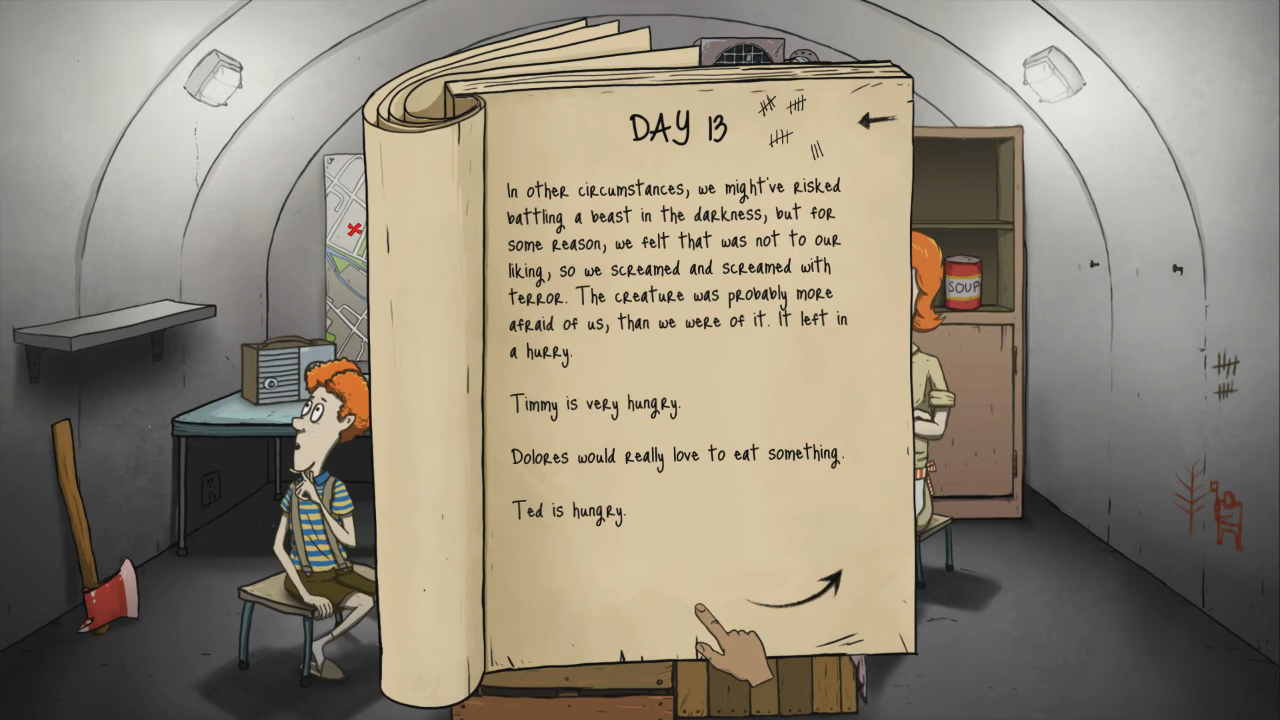 DAY 13
In other circumstances, we might've risked
battling a beast in the darkness, but for
some reason, we felt that was not to our
liking, so we screamed and screamed with
terror. The creature was probably more
afraid of us, than we were of it. It left in
a hurry.
Timmy is very hungry.
Dolores would really love to eat something.
Ted is hungry.
SOUP